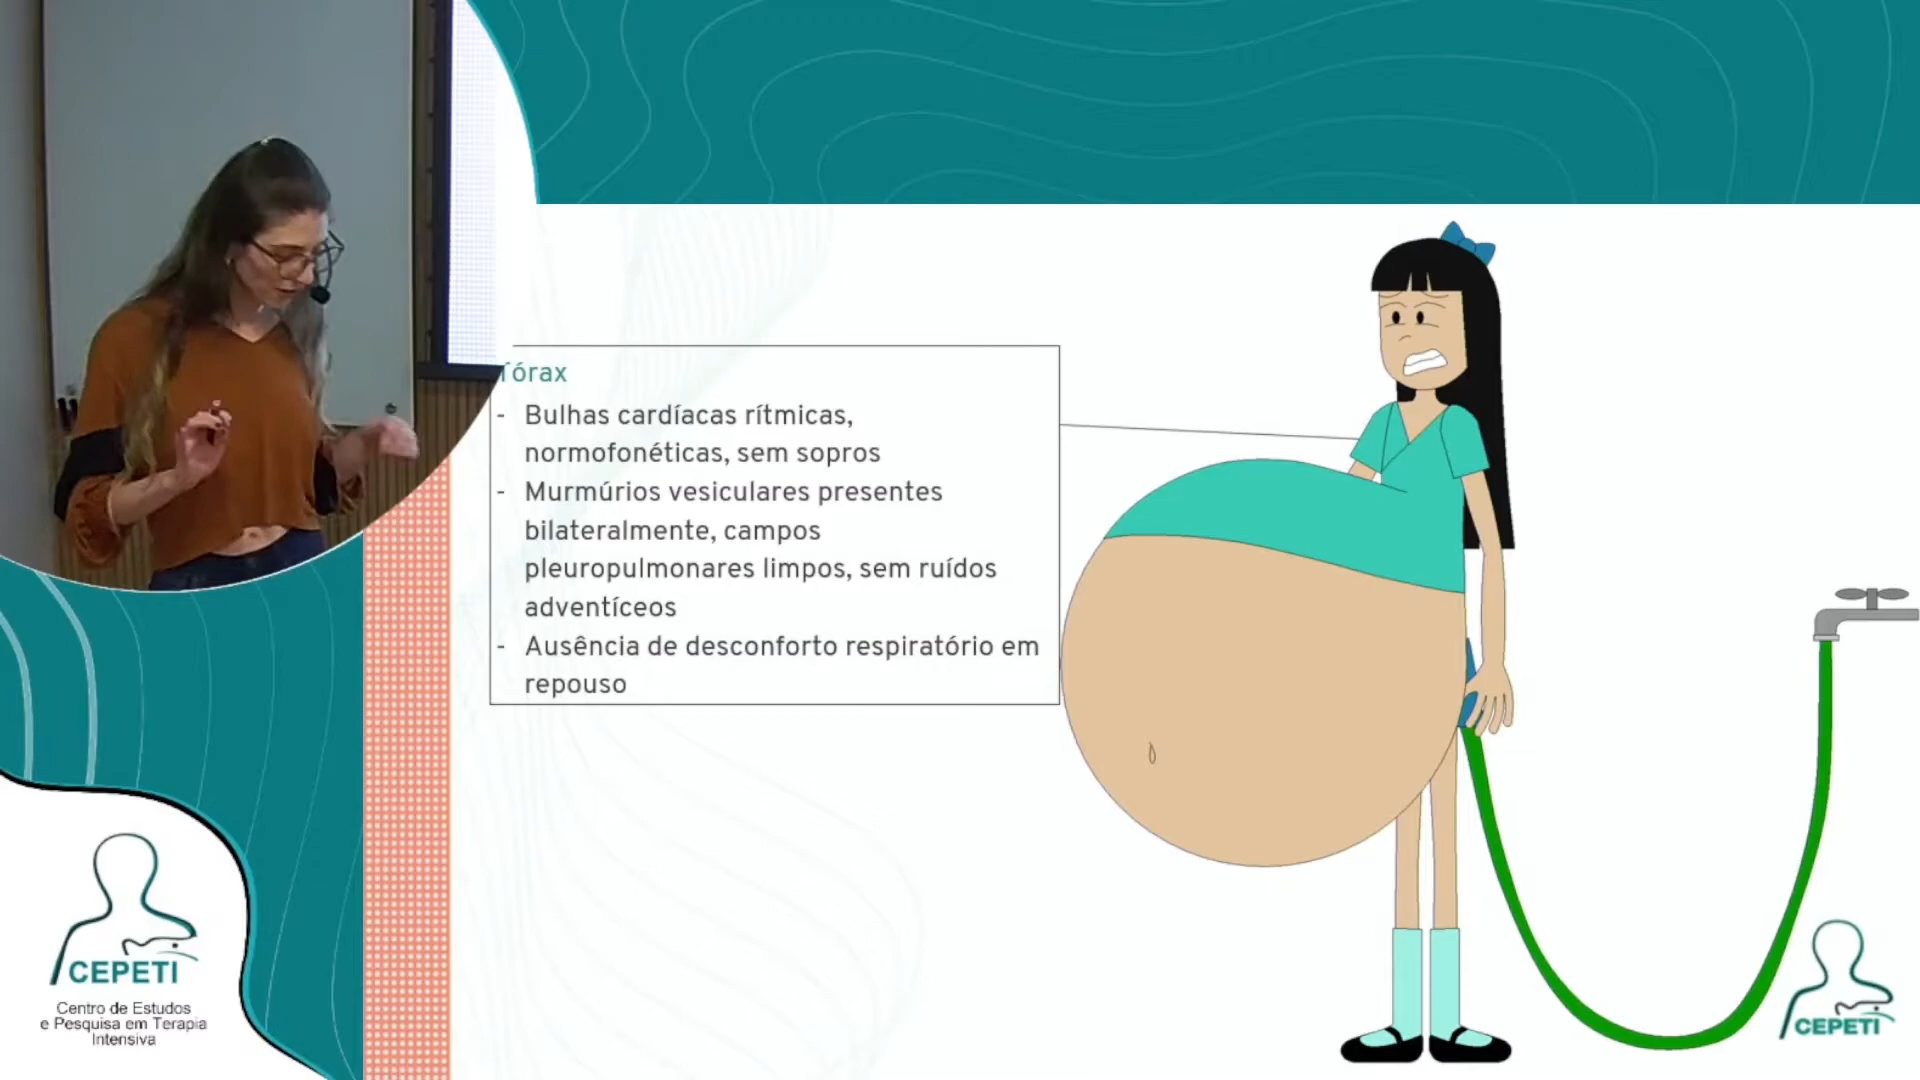 Tórax
- Bulhas cardíacas rítmicas,
normofonéticas, sem sopros
- Murmúrios vesiculares presentes
bilateralmente, campos
pleuropulmonares limpos, sem ruídos
adventíceos
- Ausência de desconforto respiratório em
repouso
CEPETI
Centro de Estudos
e Pesquisa em Terapia
Intensiva
CEPETI